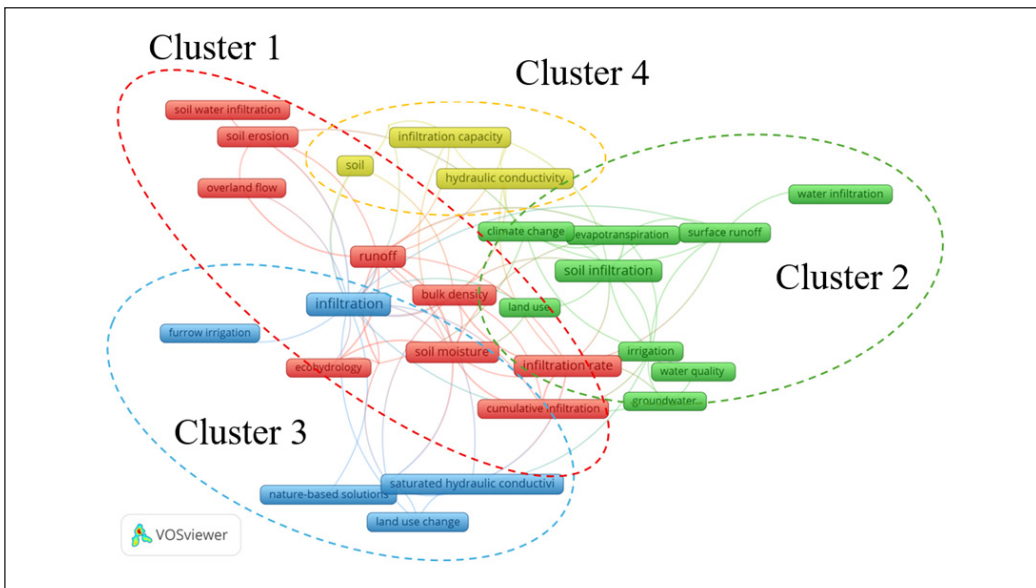 Cluster 1
Cluster 4
soil water infiltration
soil erosion
infiltration capacity
soil
hydraulic conductivity
overland flow
water infiltration
climate change
evapotranspiration
surface runoff
runoff
soil infiltration
Cluster 2
bulk density
infiltration
land use
furrow irrigation
soil moisture
irrigation
ecohydrology
infiltration rate
water quality
groundwater..
cumulative infiltration
Cluster 3
saturated hydraulic conductivi
nature-based solutions
land use change
VOSviewer